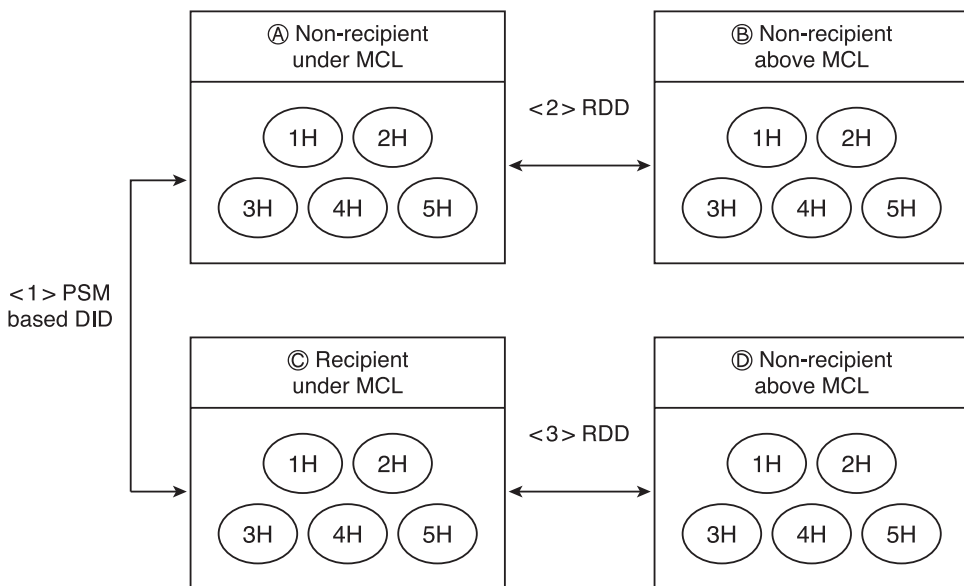 Ⓐ Non-recipient
under MCL
1H 2H
3H 4H 5H
<2> RDD
Ⓑ Non-recipient
above MCL
1H 2H
3H 4H 5H
<1> PSM
based DID
Ⓒ Recipient
under MCL
1H 2H
3H 4H 5H
<3> RDD
Ⓓ Non-recipient
above MCL
1H 2H
3H 4H 5H